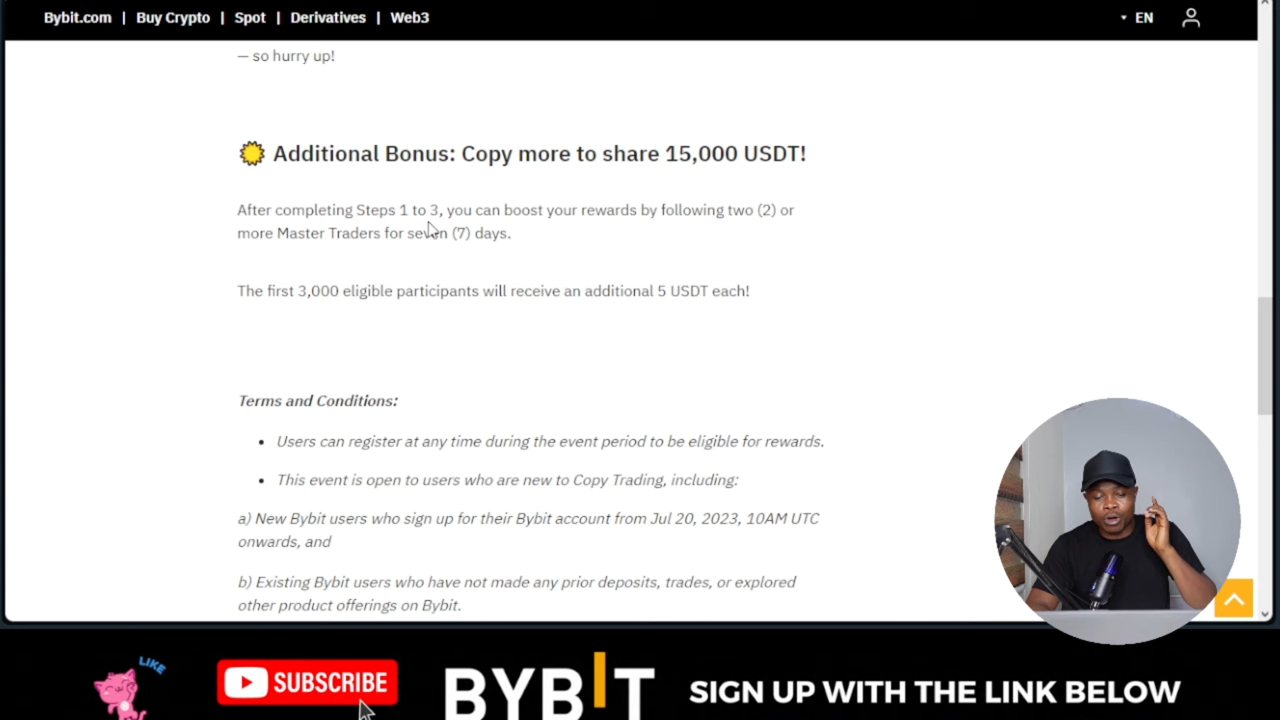 Bybit.com | Buy Crypto | Spot | Derivatives | Web3 EN
— so hurry up!
Additional Bonus: Copy more to share 15,000 USDT!
After completing Steps 1 to 3, you can boost your rewards by following two (2) or
more Master Traders for seven (7) days.
The first 3,000 eligible participants will receive an additional 5 USDT each!
Terms and Conditions:
• Users can register at any time during the event period to be eligible for rewards.
• This event is open to users who are new to Copy Trading, including:
a) New Bybit users who sign up for their Bybit account from Jul 20, 2023, 10AM UTC
onwards, and
b) Existing Bybit users who have not made any prior deposits, trades, or explored
other product offerings on Bybit.
LIKE
SUBSCRIBE
BYBIT
SIGN UP WITH THE LINK BELOW